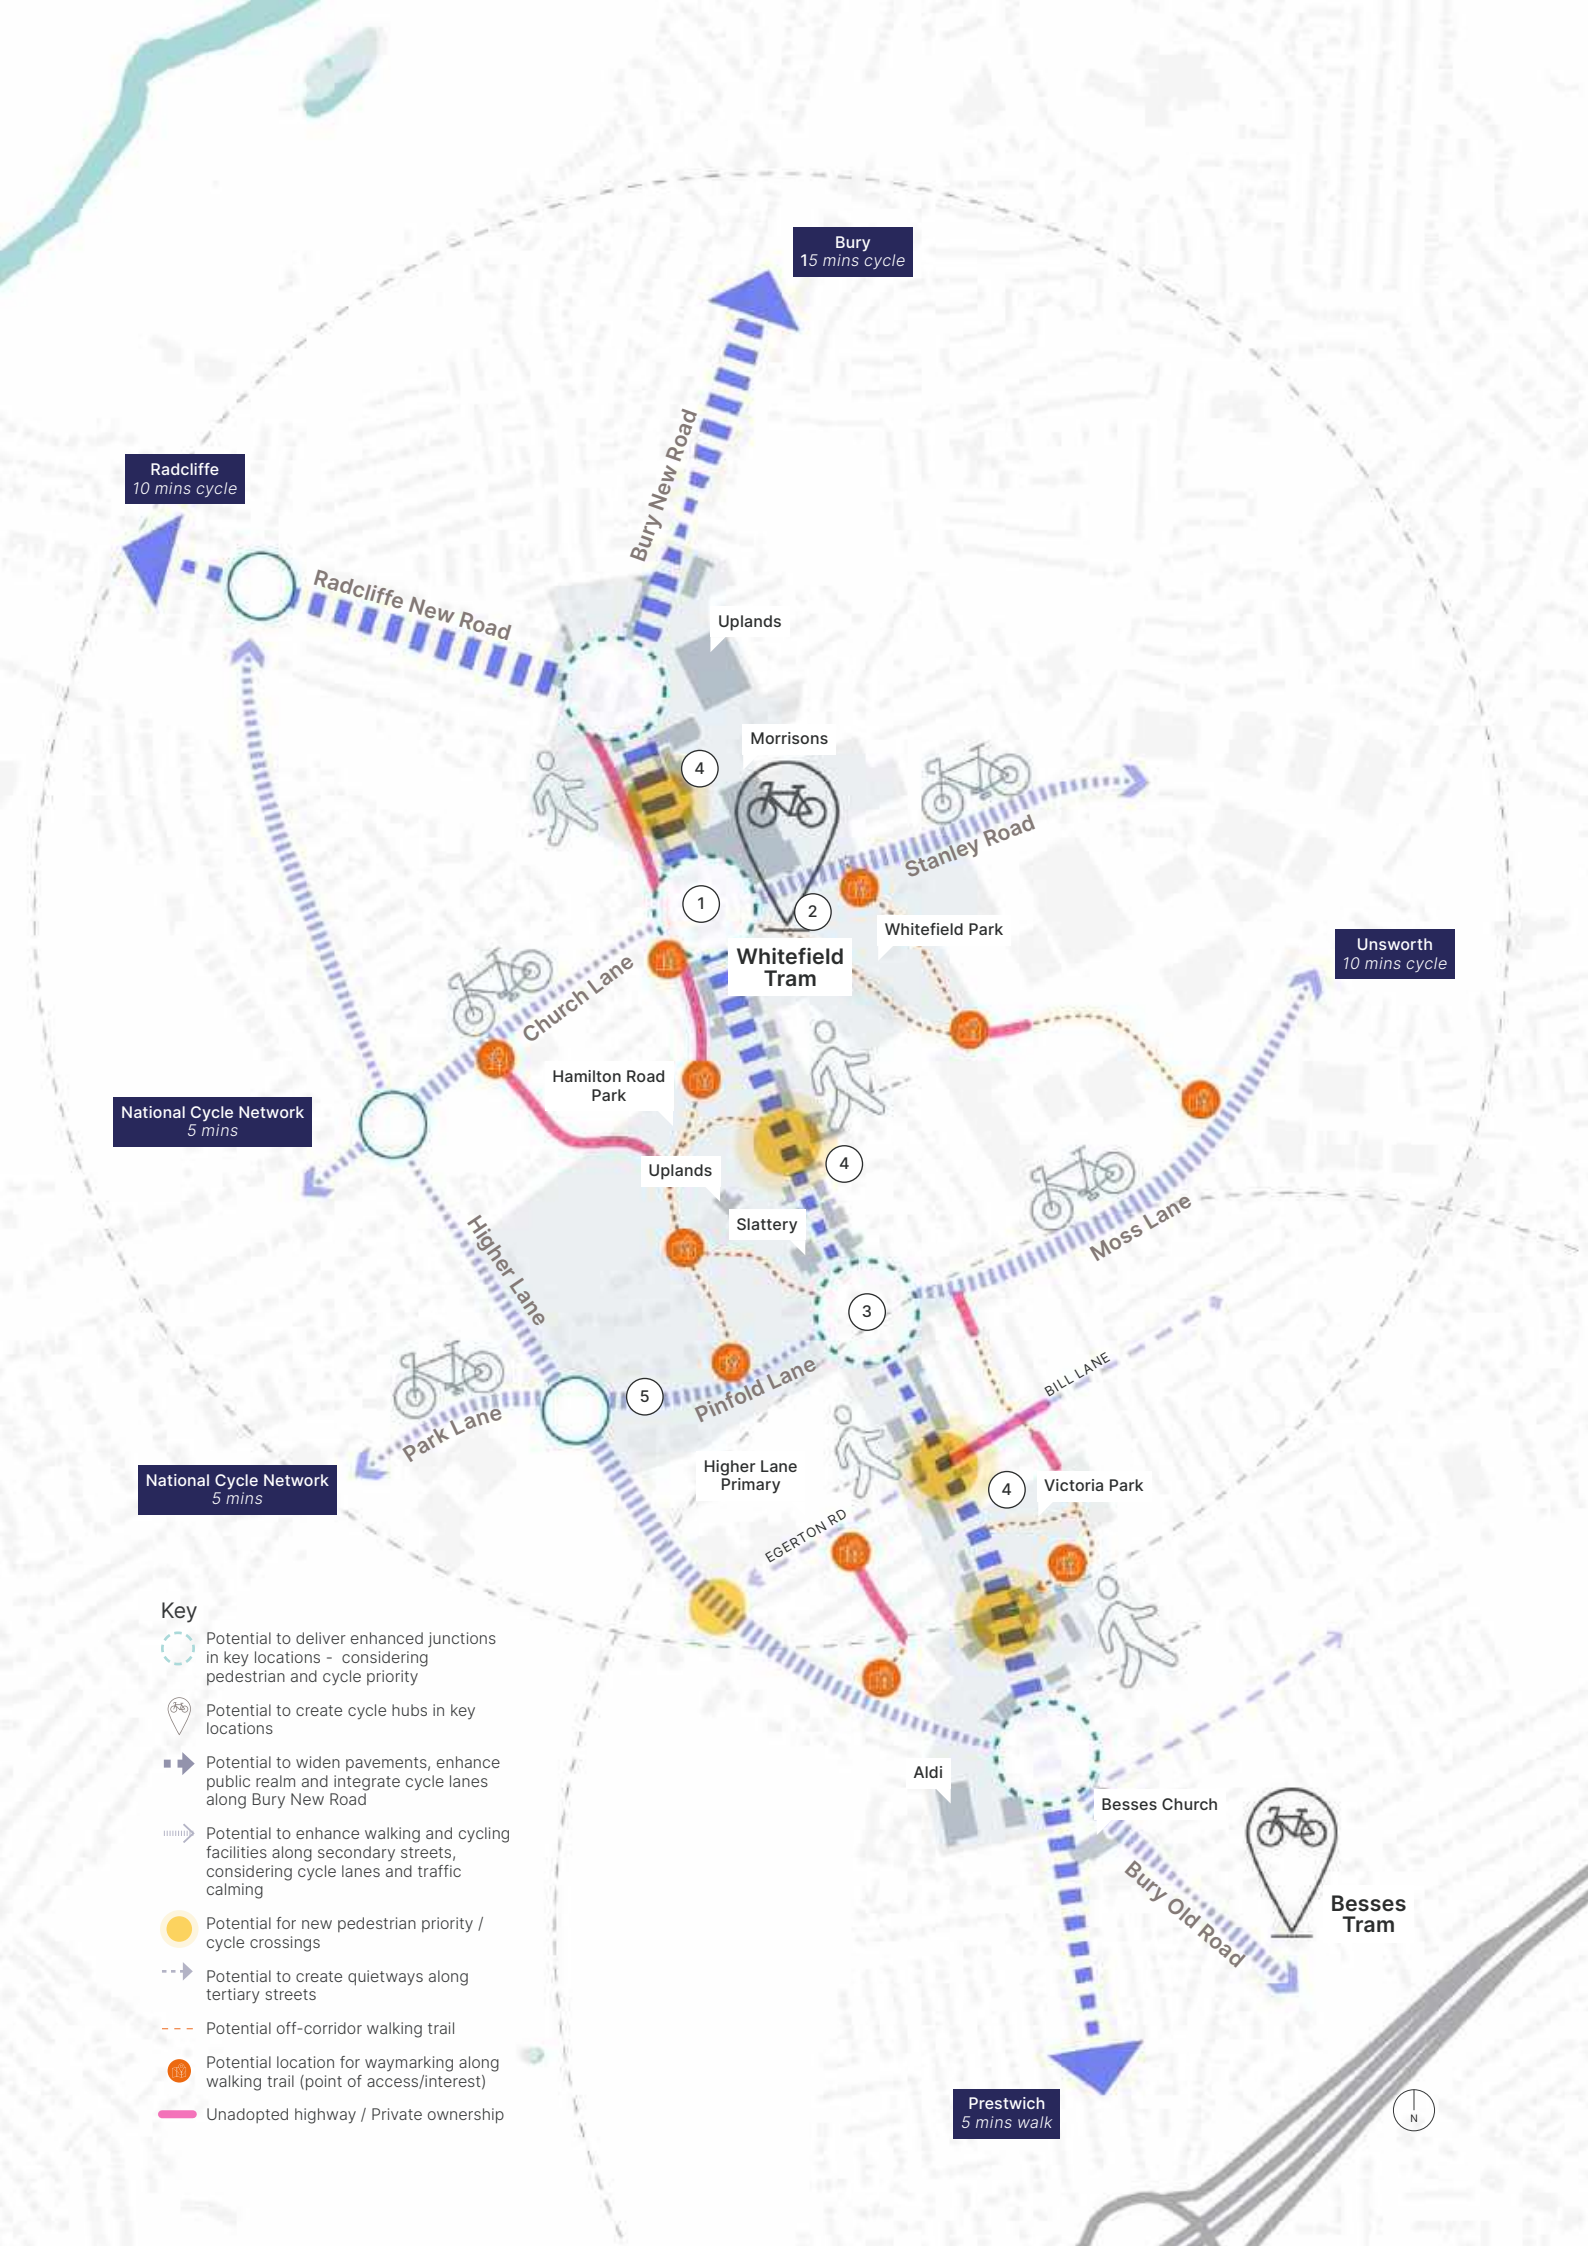 Bury
15 mins cycle
Radcliffe
10 mins cycle
Bury New Road
Radcliffe New Road
Uplands
Morrisons
4
Stanley Road
1
2
Whitefield Park
Whitefield
Tram
Unsworth
10 mins cycle
Church Lane
Hamilton Road
Park
National Cycle Network
5 mins
4
Uplands
Slattery
Moss Lane
Higher Lane
3
BILL LANE
5
Pinfold Lane
Park Lane
National Cycle Network
5 mins
Higher Lane
Primary
4
Victoria Park
EGERTON RD
Aldi
Besses Church
Bury Old Road
Besses
Tram
Prestwich
5 mins walk
N
Key
Potential to deliver enhanced junctions
in key locations - considering
pedestrian and cycle priority
Potential to create cycle hubs in key
locations
Potential to widen pavements, enhance
public realm and integrate cycle lanes
along Bury New Road
Potential to enhance walking and cycling
facilities along secondary streets,
considering cycle lanes and traffic
calming
Potential for new pedestrian priority /
cycle crossings
Potential to create quietways along
tertiary streets
Potential off-corridor walking trail
Potential location for waymarking along
walking trail (point of access/interest)
Unadopted highway / Private ownership